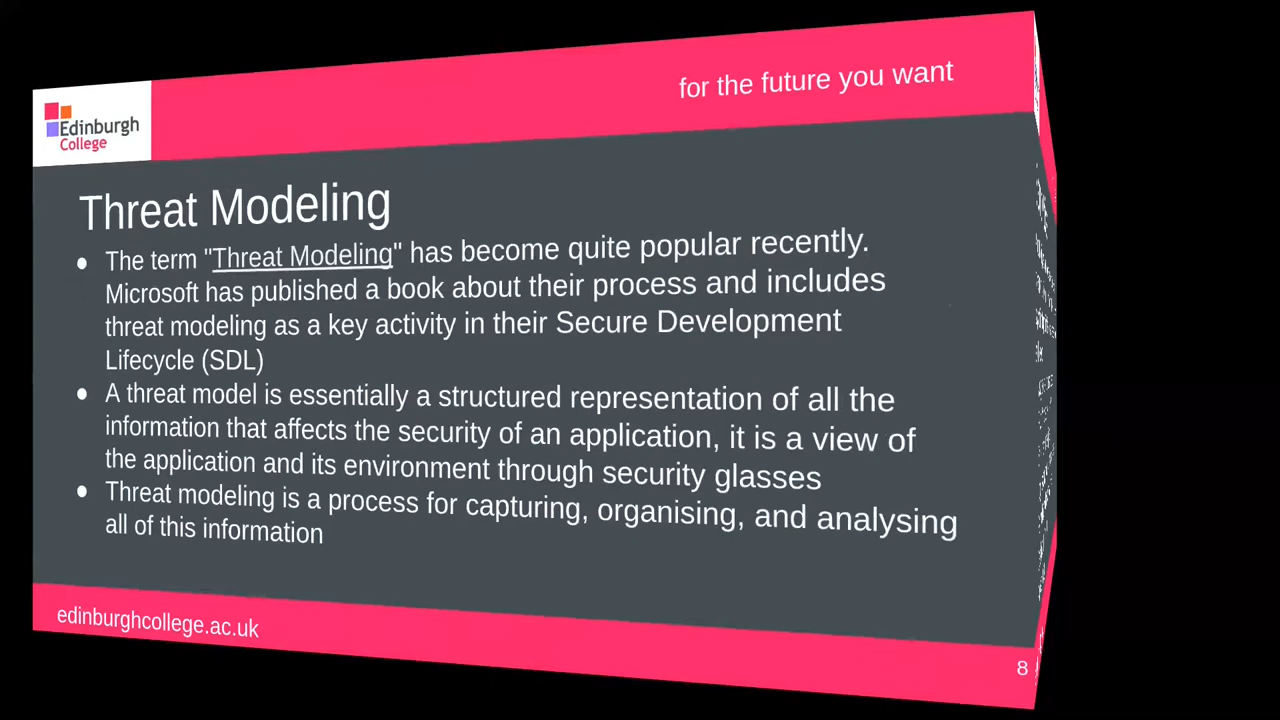 for the future you want
Edinburgh
College
Threat Modeling
• The term "Threat Modeling" has become quite popular recently.
Microsoft has published a book about their process and includes
threat modeling as a key activity in their Secure Development
Lifecycle (SDL)
• A threat model is essentially a structured representation of all the
information that affects the security of an application, it is a view of
the application and its environment through security glasses
• Threat modeling is a process for capturing, organising, and analysing
all of this information
edinburghcollege.ac.uk
8